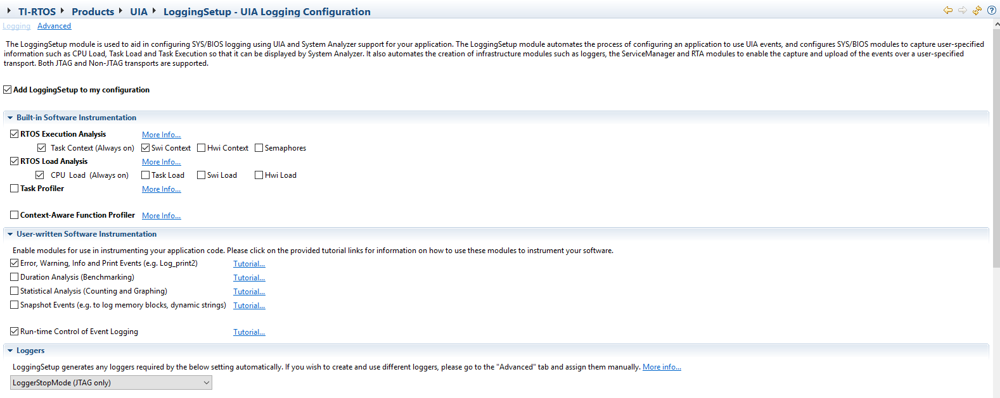 TI-RTOS Products UIA LoggingSetup - UIA Logging Configuration
Logging Advanced
The LoggingSetup module is used to aid in configuring SYS/BIOS logging using UIA and System Analyzer support for your application. The LoggingSetup module automates the process of configuring an application to use UIA events, and configures SYS/BIOS modules to capture user-specified
information such as CPU Load, Task Load and Task Execution so that it can be displayed by System Analyzer. It also automates the creation of infrastructure modules such as loggers, the ServiceManager and RTA modules to enable the capture and upload of the events over a user-specified
transport. Both JTAG and Non-JTAG transports are supported.
Add LoggingSetup to my configuration
Built-in Software Instrumentation
RTOS Execution Analysis More Info...
Task Context (Always on) Swi Context Hwi Context Semaphores
RTOS Load Analysis More Info...
CPU Load (Always on) Task Load Swi Load Hwi Load
Task Profiler More Info...
Context-Aware Function Profiler More Info...
User-written Software Instrumentation
Enable modules for use in instrumenting your application code. Please click on the provided tutorial links for information on how to use these modules to instrument your software.
Error, Warning, Info and Print Events (e.g. Log_print2) Tutorial...
Duration Analysis (Benchmarking) Tutorial...
Statistical Analysis (Counting and Graphing) Tutorial...
Snapshot Events (e.g. to log memory blocks, dynamic strings) Tutorial...
Run-time Control of Event Logging Tutorial...
Loggers
LoggingSetup generates any loggers required by the below setting automatically. If you wish to create and use different loggers, please go to the "Advanced" tab and assign them manually. More info...
LoggerStopMode (JTAG only)